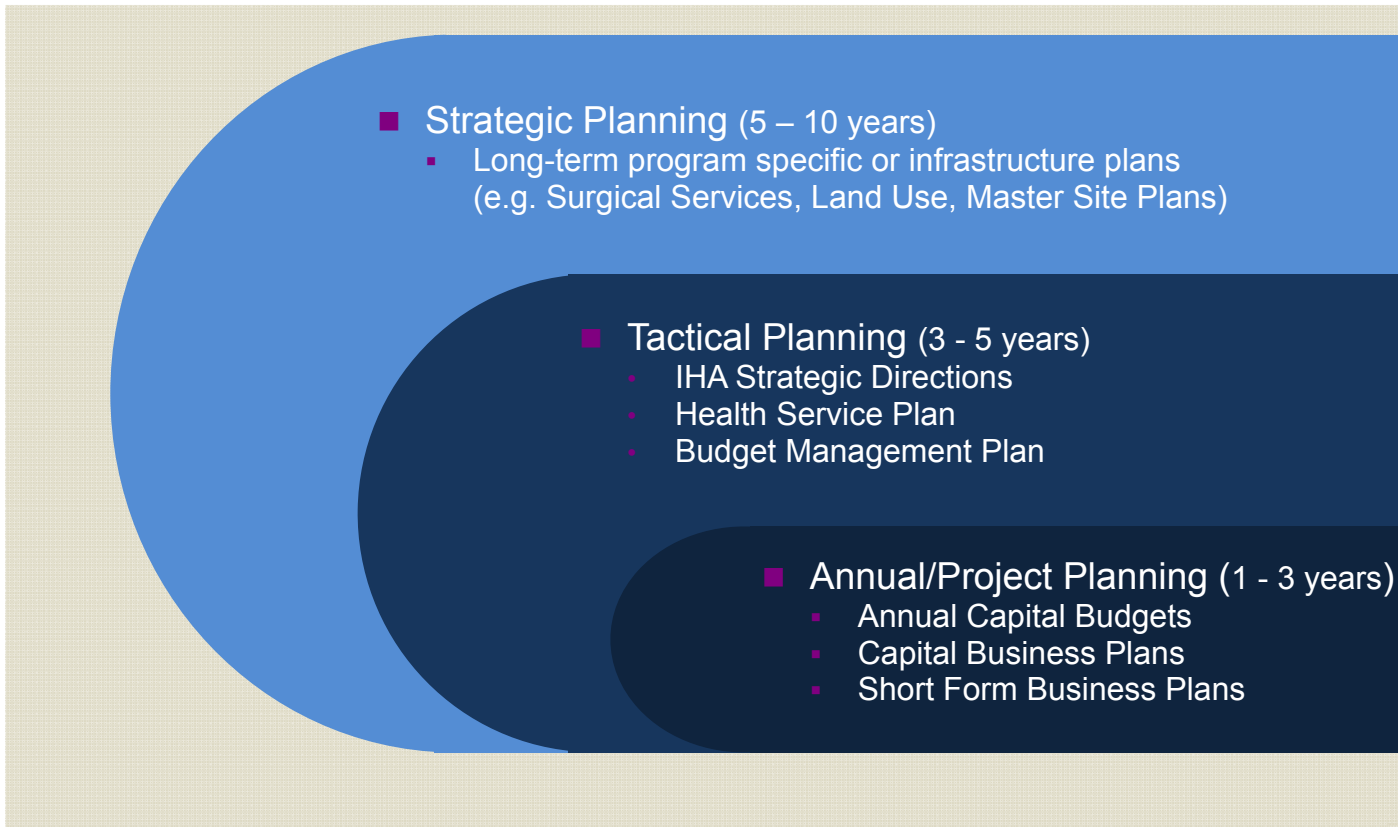 Strategic Planning (5 – 10 years)
Long-term program specific or infrastructure plans
(e.g. Surgical Services, Land Use, Master Site Plans)
Tactical Planning (3 - 5 years)
IHA Strategic Directions
Health Service Plan
Budget Management Plan
Annual/Project Planning (1 - 3 years)
Annual Capital Budgets
Capital Business Plans
Short Form Business Plans